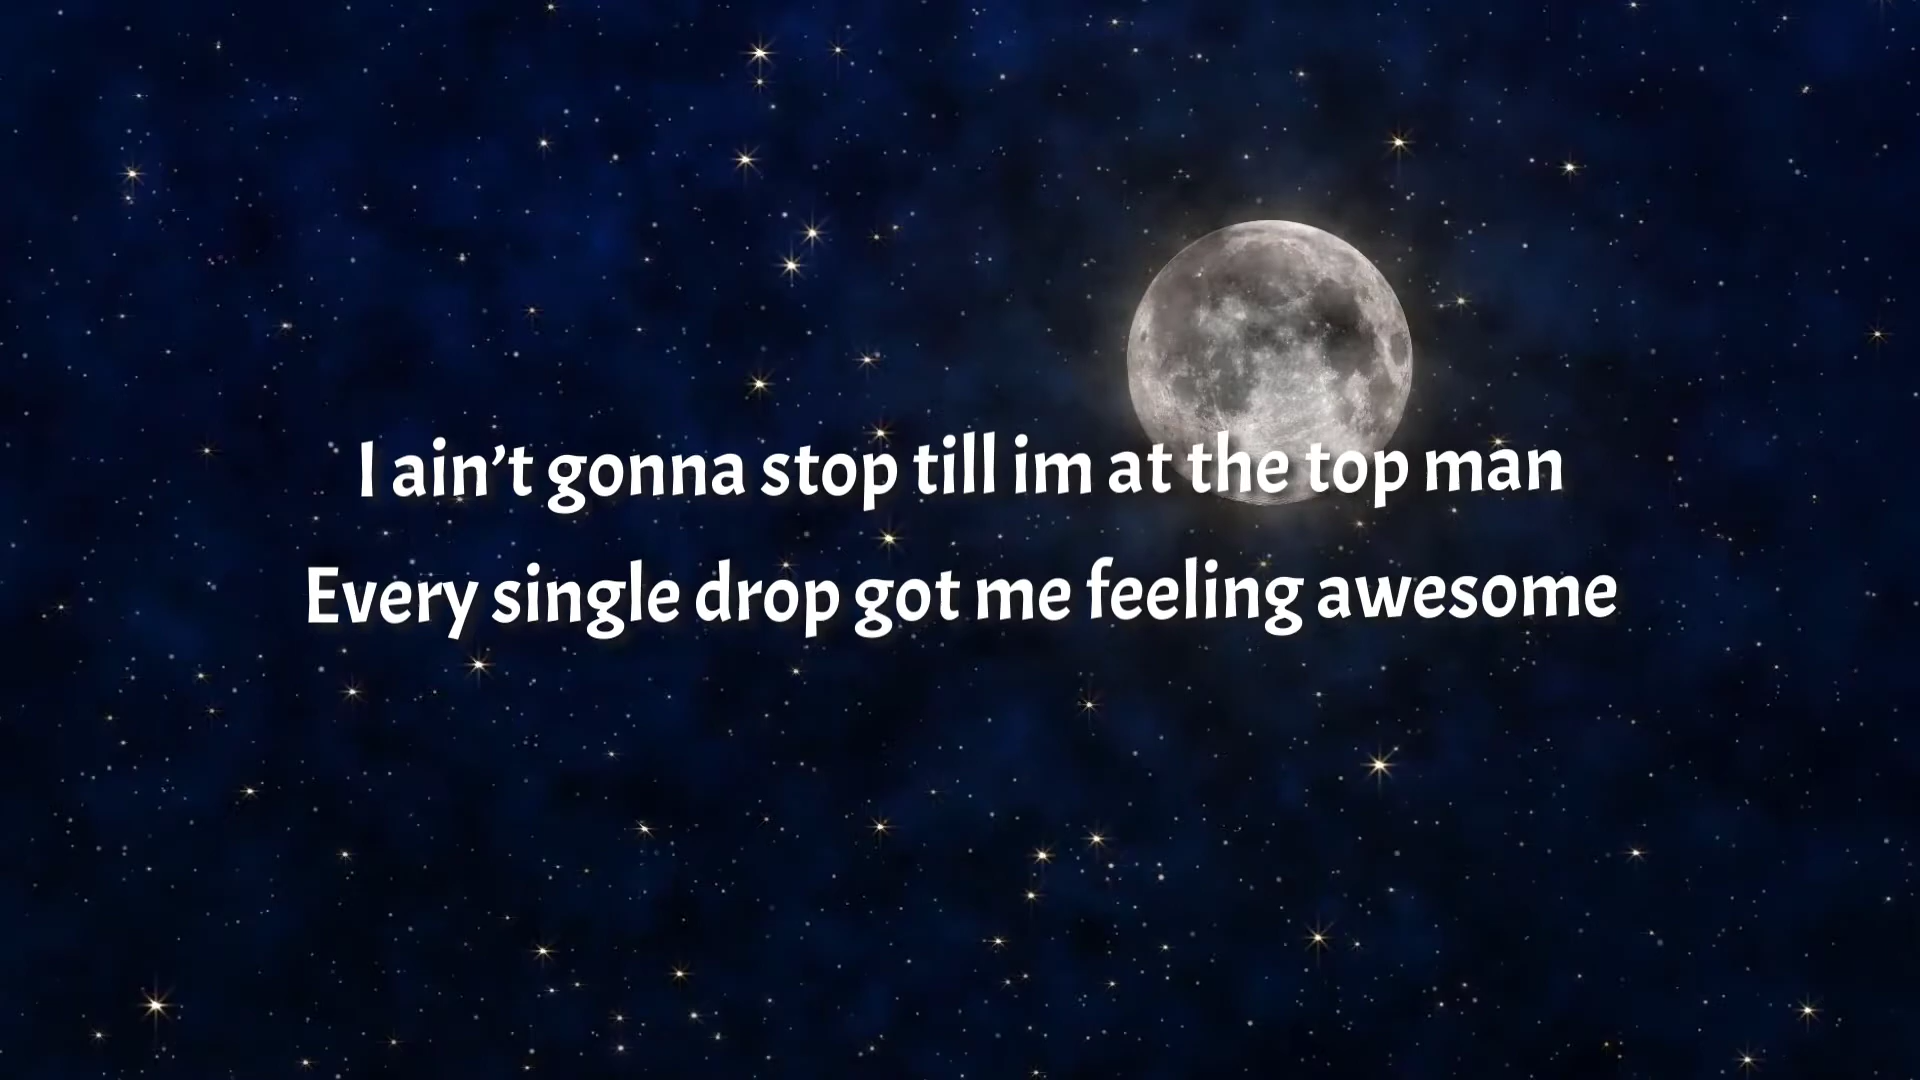 I ain’t gonna stop till im at the top man
Every single drop got me feeling awesome